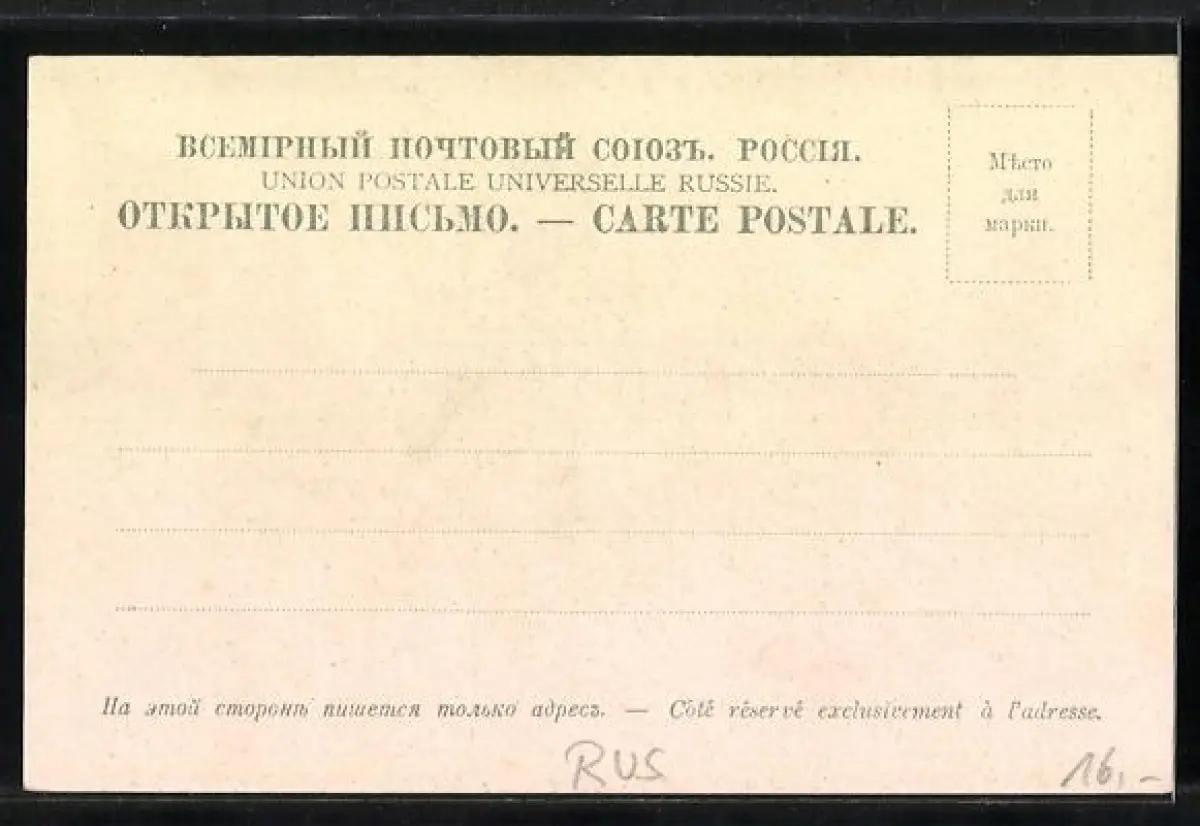 ВСЕМІРНЫЙ ПОЧТОВЫЙ СОЮЗЪ. РОССІЯ.
UNION POSTALE UNIVERSELLE RUSSIE.
ОТКРЫТОЕ ПИСЬМО. — CARTE POSTALE.
Мѣсто
для
марки.
На этой сторонѣ пишется только адресъ. — Côté réservé exclusivement à l'adresse.
RUS
16,-